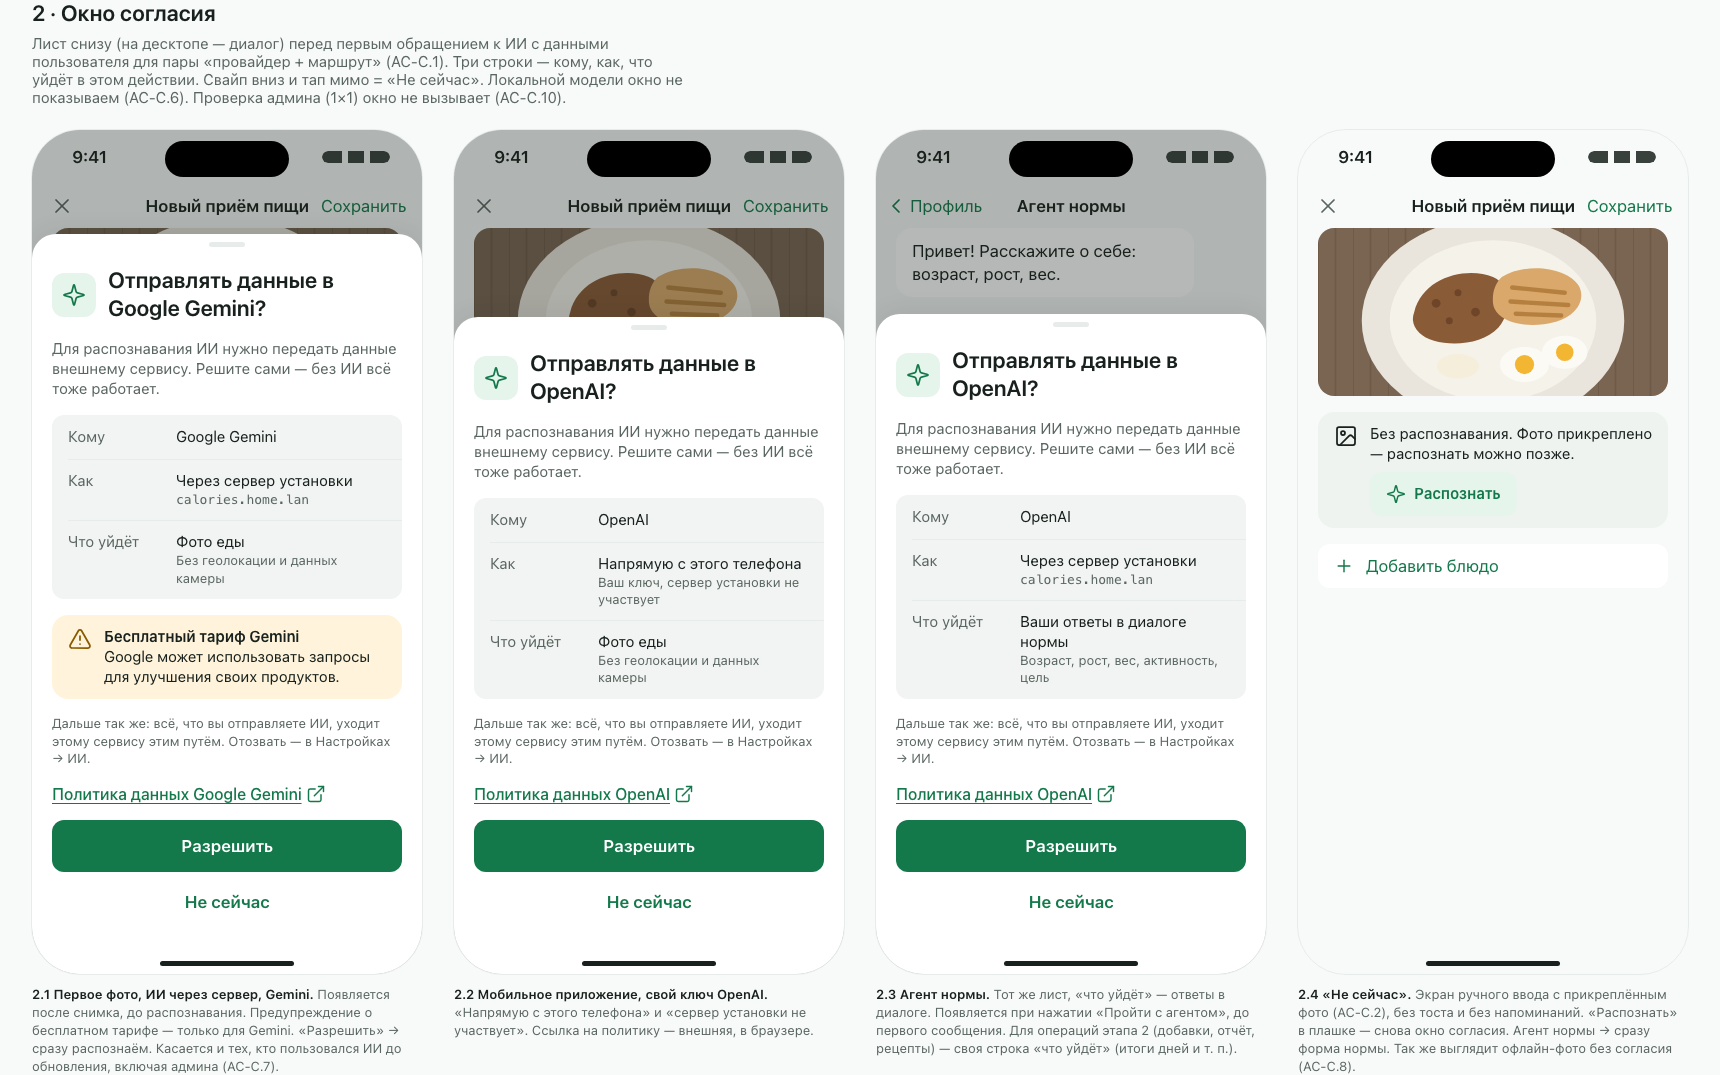 2 · Окно согласия
Лист снизу (на десктопе — диалог) перед первым обращением к ИИ с данными
пользователя для пары «провайдер + маршрут» (АС-С.1). Три строки — кому, как, что
уйдёт в этом действии. Свайп вниз и тап мимо = «Не сейчас». Локальной модели окно не
показываем (АС-С.6). Проверка админа (1×1) окно не вызывает (АС-С.10).
9:41
Новый приём пищи
Сохранить
Отправлять данные в
Google Gemini?
Для распознавания ИИ нужно передать данные
внешнему сервису. Решите сами — без ИИ всё
тоже работает.
Кому
Google Gemini
Как
Через сервер установки
calories.home.lan
Что уйдёт
Фото еды
Без геолокации и данных
камеры
Бесплатный тариф Gemini
Google может использовать запросы
для улучшения своих продуктов.
Дальше так же: всё, что вы отправляете ИИ, уходит
этому сервису этим путём. Отозвать — в Настройках
→ ИИ.
Политика данных Google Gemini
Разрешить
Не сейчас
2.1 Первое фото, ИИ через сервер, Gemini. Появляется
после снимка, до распознавания. Предупреждение о
бесплатном тарифе — только для Gemini. «Разрешить» →
сразу распознаём. Касается и тех, кто пользовался ИИ до
обновления, включая админа (АС-С.7).
9:41
Новый приём пищи
Сохранить
Отправлять данные в
OpenAI?
Для распознавания ИИ нужно передать данные
внешнему сервису. Решите сами — без ИИ всё
тоже работает.
Кому
OpenAI
Как
Напрямую с этого телефона
Ваш ключ, сервер установки не
участвует
Что уйдёт
Фото еды
Без геолокации и данных
камеры
Дальше так же: всё, что вы отправляете ИИ, уходит
этому сервису этим путём. Отозвать — в Настройках
→ ИИ.
Политика данных OpenAI
Разрешить
Не сейчас
2.2 Мобильное приложение, свой ключ OpenAI.
«Напрямую с этого телефона» и «сервер установки не
участвует». Ссылка на политику — внешняя, в браузере.
9:41
Профиль
Агент нормы
Привет! Расскажите о себе:
возраст, рост, вес.
Отправлять данные в
OpenAI?
Для распознавания ИИ нужно передать данные
внешнему сервису. Решите сами — без ИИ всё
тоже работает.
Кому
OpenAI
Как
Через сервер установки
calories.home.lan
Что уйдёт
Ваши ответы в диалоге
нормы
Возраст, рост, вес, активность,
цель
Дальше так же: всё, что вы отправляете ИИ, уходит
этому сервису этим путём. Отозвать — в Настройках
→ ИИ.
Политика данных OpenAI
Разрешить
Не сейчас
2.3 Агент нормы. Тот же лист, «что уйдёт» — ответы в
диалоге. Появляется при нажатии «Пройти с агентом», до
первого сообщения. Для операций этапа 2 (добавки, отчёт,
рецепты) — своя строка «что уйдёт» (итоги дней и т. п.).
9:41
Новый приём пищи
Сохранить
Без распознавания. Фото прикреплено
— распознать можно позже.
Распознать
Добавить блюдо
2.4 «Не сейчас». Экран ручного ввода с прикреплённым
фото (АС-С.2), без тоста и без напоминаний. «Распознать»
в плашке — снова окно согласия. Агент нормы → сразу
форма нормы. Так же выглядит офлайн-фото без согласия
(АС-С.8).